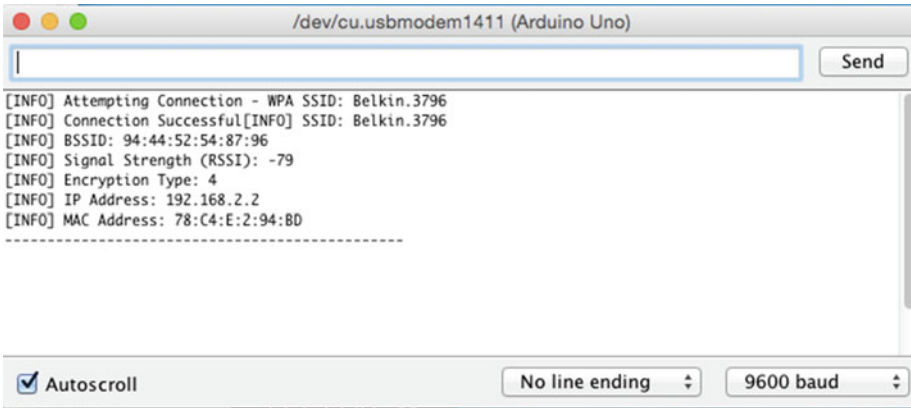 /dev/cu.usbmodem1411 (Arduino Uno)
Send
[INFO] Attempting Connection - WPA SSID: Belkin.3796
[INFO] Connection Successful[INFO] SSID: Belkin.3796
[INFO] BSSID: 94:44:52:54:87:96
[INFO] Signal Strength (RSSI): -79
[INFO] Encryption Type: 4
[INFO] IP Address: 192.168.2.2
[INFO] MAC Address: 78:C4:E:2:94:BD
------------------------------------------------
Autoscroll
No line ending
9600 baud